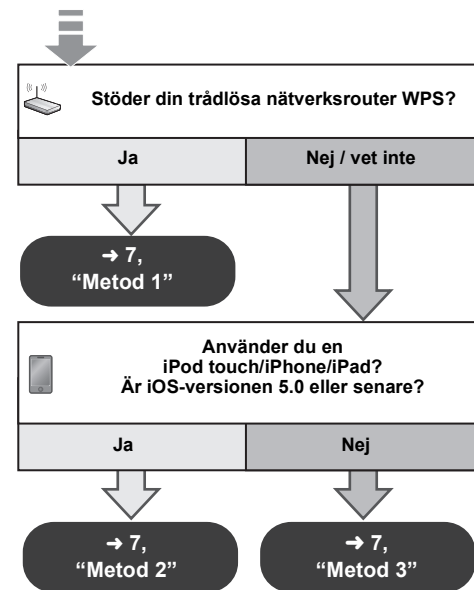 Stöder din trådlösa nätverksrouter WPS?
Ja
Nej / vet inte
➔ 7,
“Metod 1”
Använder du en
iPod touch/iPhone/iPad?
Är iOS-versionen 5.0 eller senare?
Ja
Nej
➔ 7,
“Metod 2”
➔ 7,
“Metod 3”